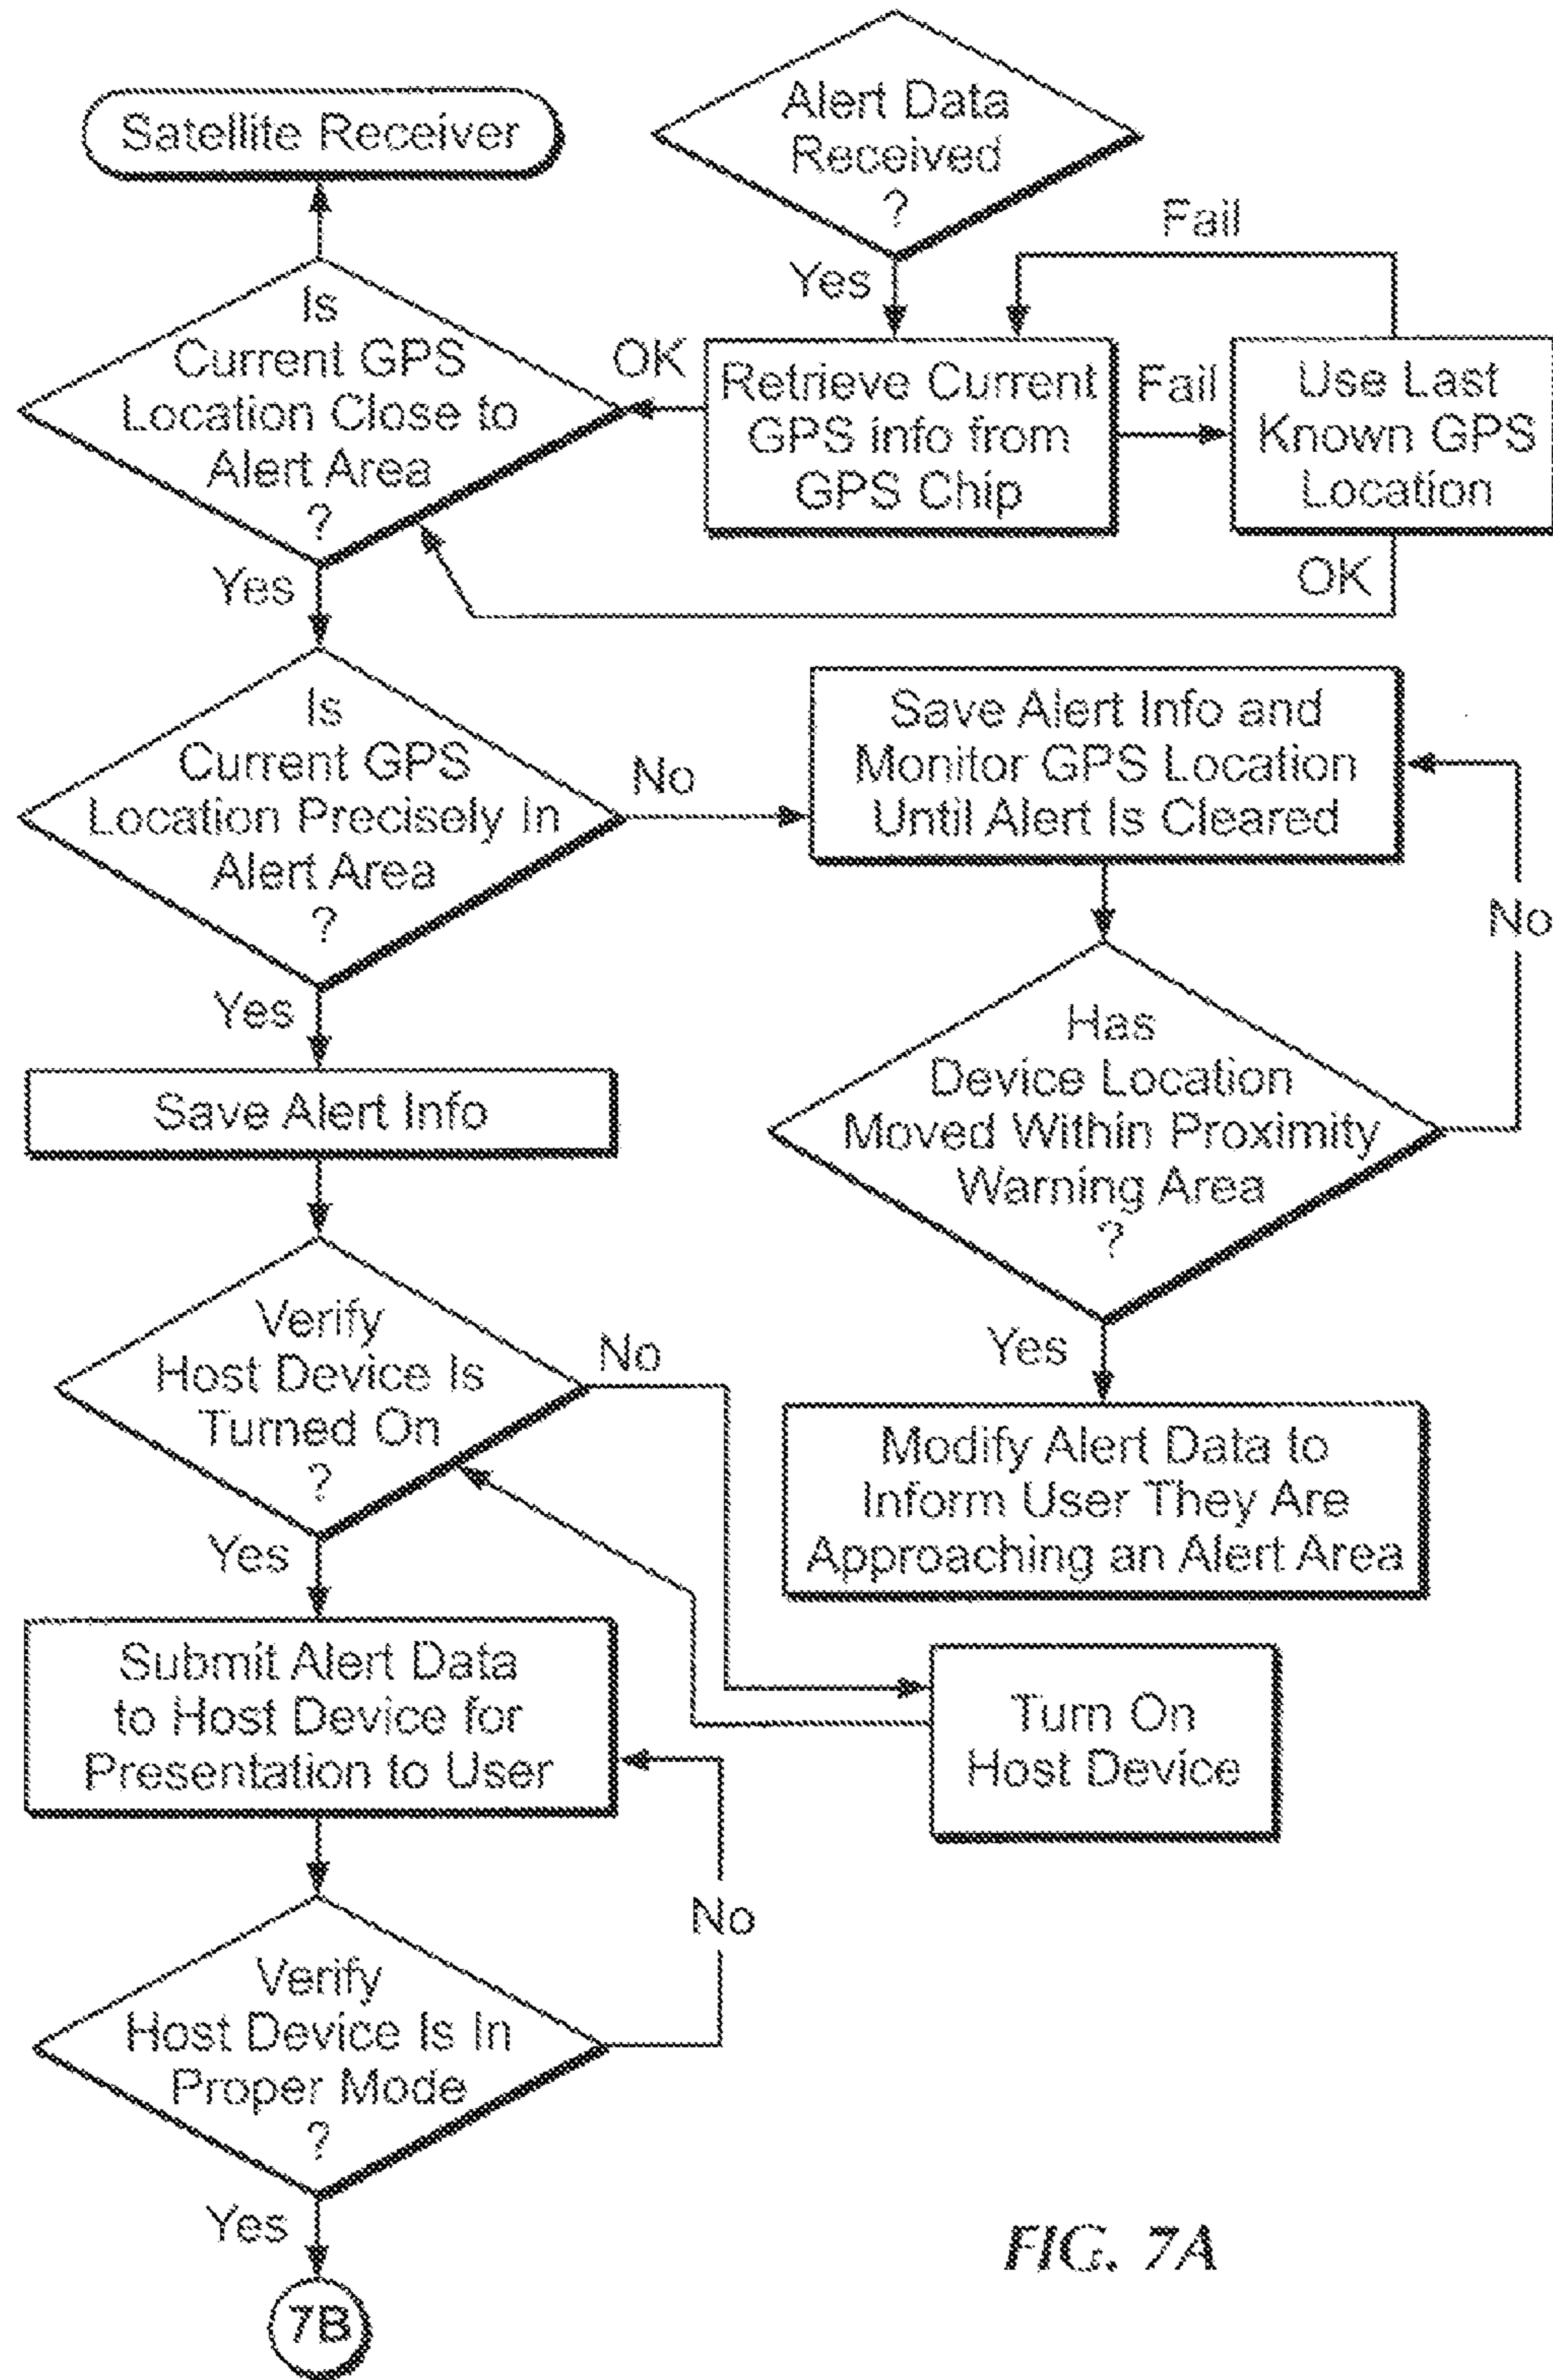 Satellite Receiver
Alert Data
Received
?
Yes
Fail
Retrieve Current
GPS info from
GPS Chip
Fail
Use Last
Known GPS
Location
OK
OK
Is
Current GPS
Location Close to
Alert Area
?
Yes
Is
Current GPS
Location Precisely In
Alert Area
?
No
Save Alert Info and
Monitor GPS Location
Until Alert Is Cleared
No
Has
Device Location
Moved Within Proximity
Warning Area
?
Yes
Modify Alert Data to
Inform User They Are
Approaching an Alert Area
Yes
Save Alert Info
Verify
Host Device Is
Turned On
?
No
Turn On
Host Device
Yes
Submit Alert Data
to Host Device for
Presentation to User
No
Verify
Host Device Is In
Proper Mode
?
Yes
7B
FIG. 7A